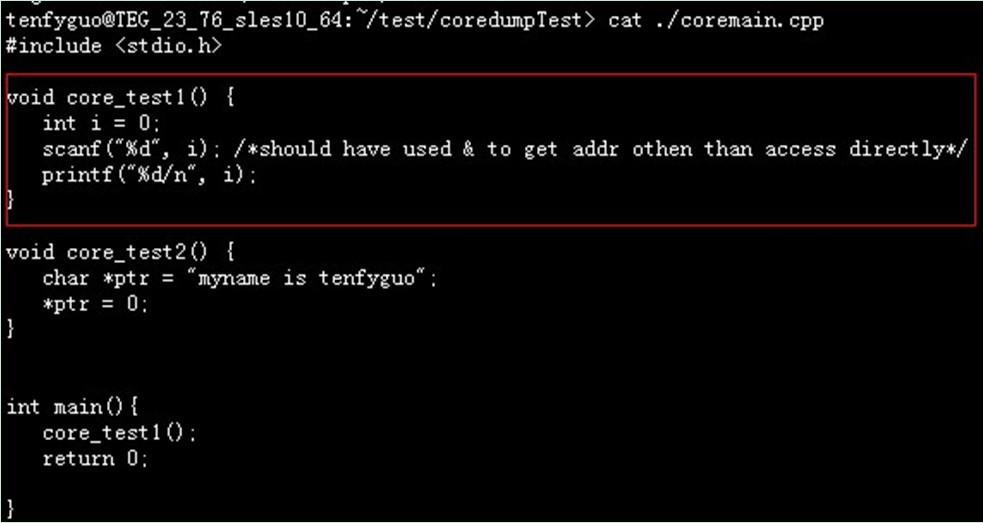 tenfyguo@TEG_23_76_sles10_64:~/test/coredumpTest> cat ./coremain.cpp
#include <stdio.h>
void core_test1() {
int i = 0;
scanf("%d", i); /*should have used & to get addr othen than access directly*/
printf("%d/n", i);
}
void core_test2() {
char *ptr = "myname is tenfyguo";
*ptr = 0;
}
int main(){
core_test1();
return 0;
}